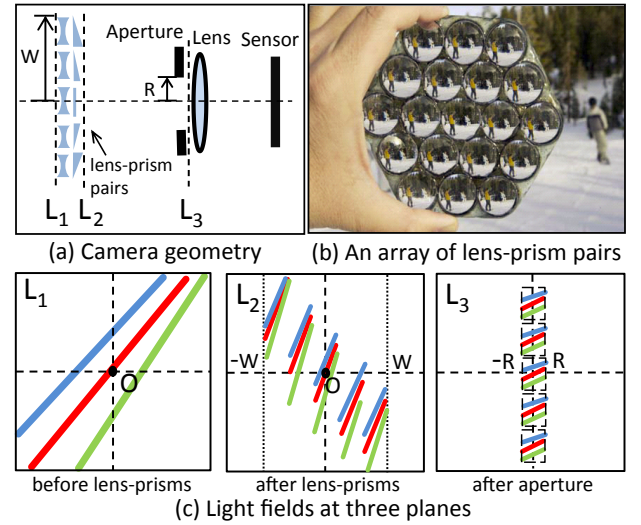 Aperture
Lens
Sensor
W
R
lens-prism
pairs
L1
L2
L3
(a) Camera geometry
(b) An array of lens-prism pairs
L1
O
L2
-W
W
O
L3
-R
R
before lens-prisms
after lens-prisms
after aperture
(c) Light fields at three planes